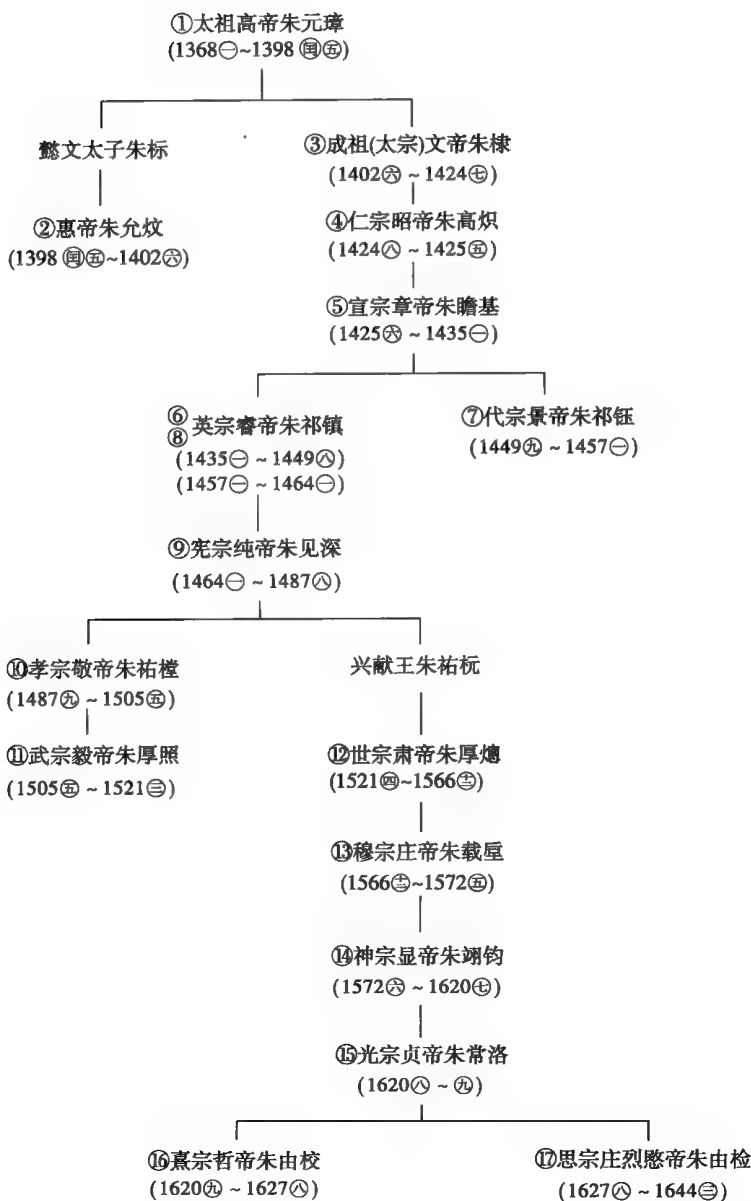 ①太祖高帝朱元璋
(1368㊀~1398㊐㊄)
懿文太子朱标
③成祖(太宗)文帝朱棣
(1402㊅~1424㊆)
②惠帝朱允炆
(1398闰㊄~1402㊅)
④仁宗昭帝朱高炽
(1424㊇~1425㊄)
⑤宣宗章帝朱瞻基
(1425㊅~1435㊀)
⑥
⑧英宗睿帝朱祁镇
(1435㊀~1449㊇)
(1457㊀~1464㊀)
⑦代宗景帝朱祁钰
(1449㊈~1457㊀)
⑨宪宗纯帝朱见深
(1464㊀~1487㊇)
⑩孝宗敬帝朱祐樘
(1487㊈~1505㊄)
兴献王朱祐杬
⑪武宗毅帝朱厚照
(1505㊄~1521㊂)
⑫世宗肃帝朱厚熜
(1521㊃~1566十二)
⑬穆宗庄帝朱载垕
(1566十二~1572㊄)
⑭神宗显帝朱翊钧
(1572㊅~1620㊆)
⑮光宗贞帝朱常洛
(1620㊇~㊈)
⑯熹宗哲帝朱由校
(1620㊈~1627㊇)
⑰思宗庄烈愍帝朱由检
(1627㊇~1644㊂)